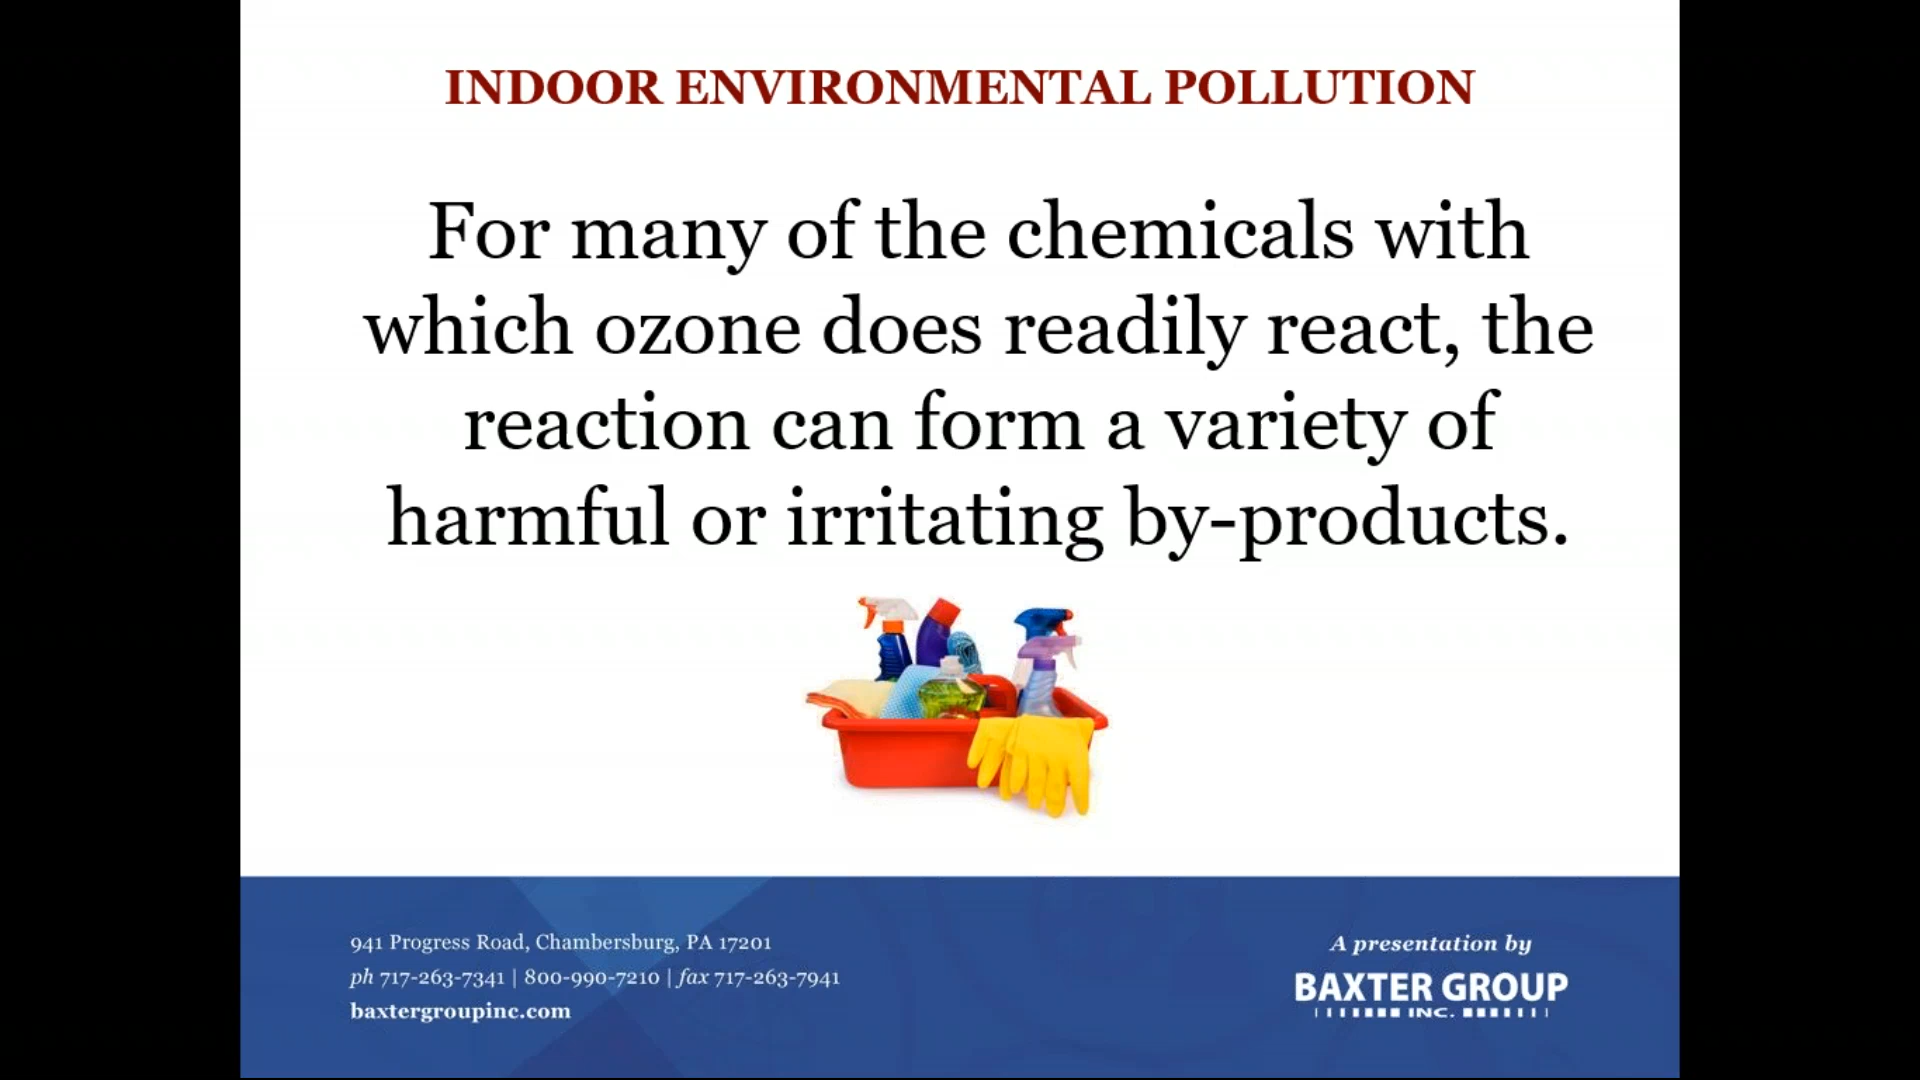 INDOOR ENVIRONMENTAL POLLUTION
For many of the chemicals with
which ozone does readily react, the
reaction can form a variety of
harmful or irritating by-products.
941 Progress Road, Chambersburg, PA 17201
ph 717-263-7341 | 800-990-7210 | fax 717-263-7941
baxtergroupinc.com
A presentation by
BAXTER GROUP
INC.